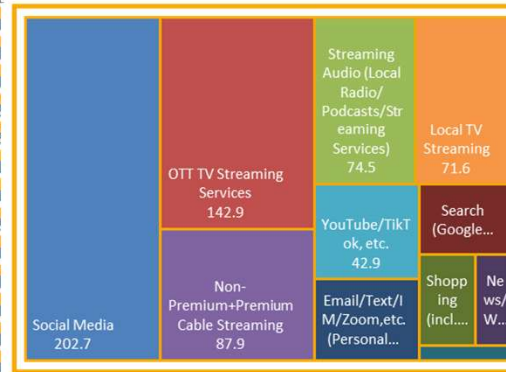 Social Media
202.7
OTT TV Streaming
Services
142.9
Non-
Premium+Premium
Cable Streaming
87.9
Streaming
Audio (Local
Radio/
Podcasts/Str
eaming
Services)
74.5
Local TV
Streaming
71.6
YouTube/TikT
ok, etc.
42.9
Email/Text/I
M/Zoom,etc.
(Personal...
Search
(Google...
Shopp
ing
(incl....
Ne
ws/
W...